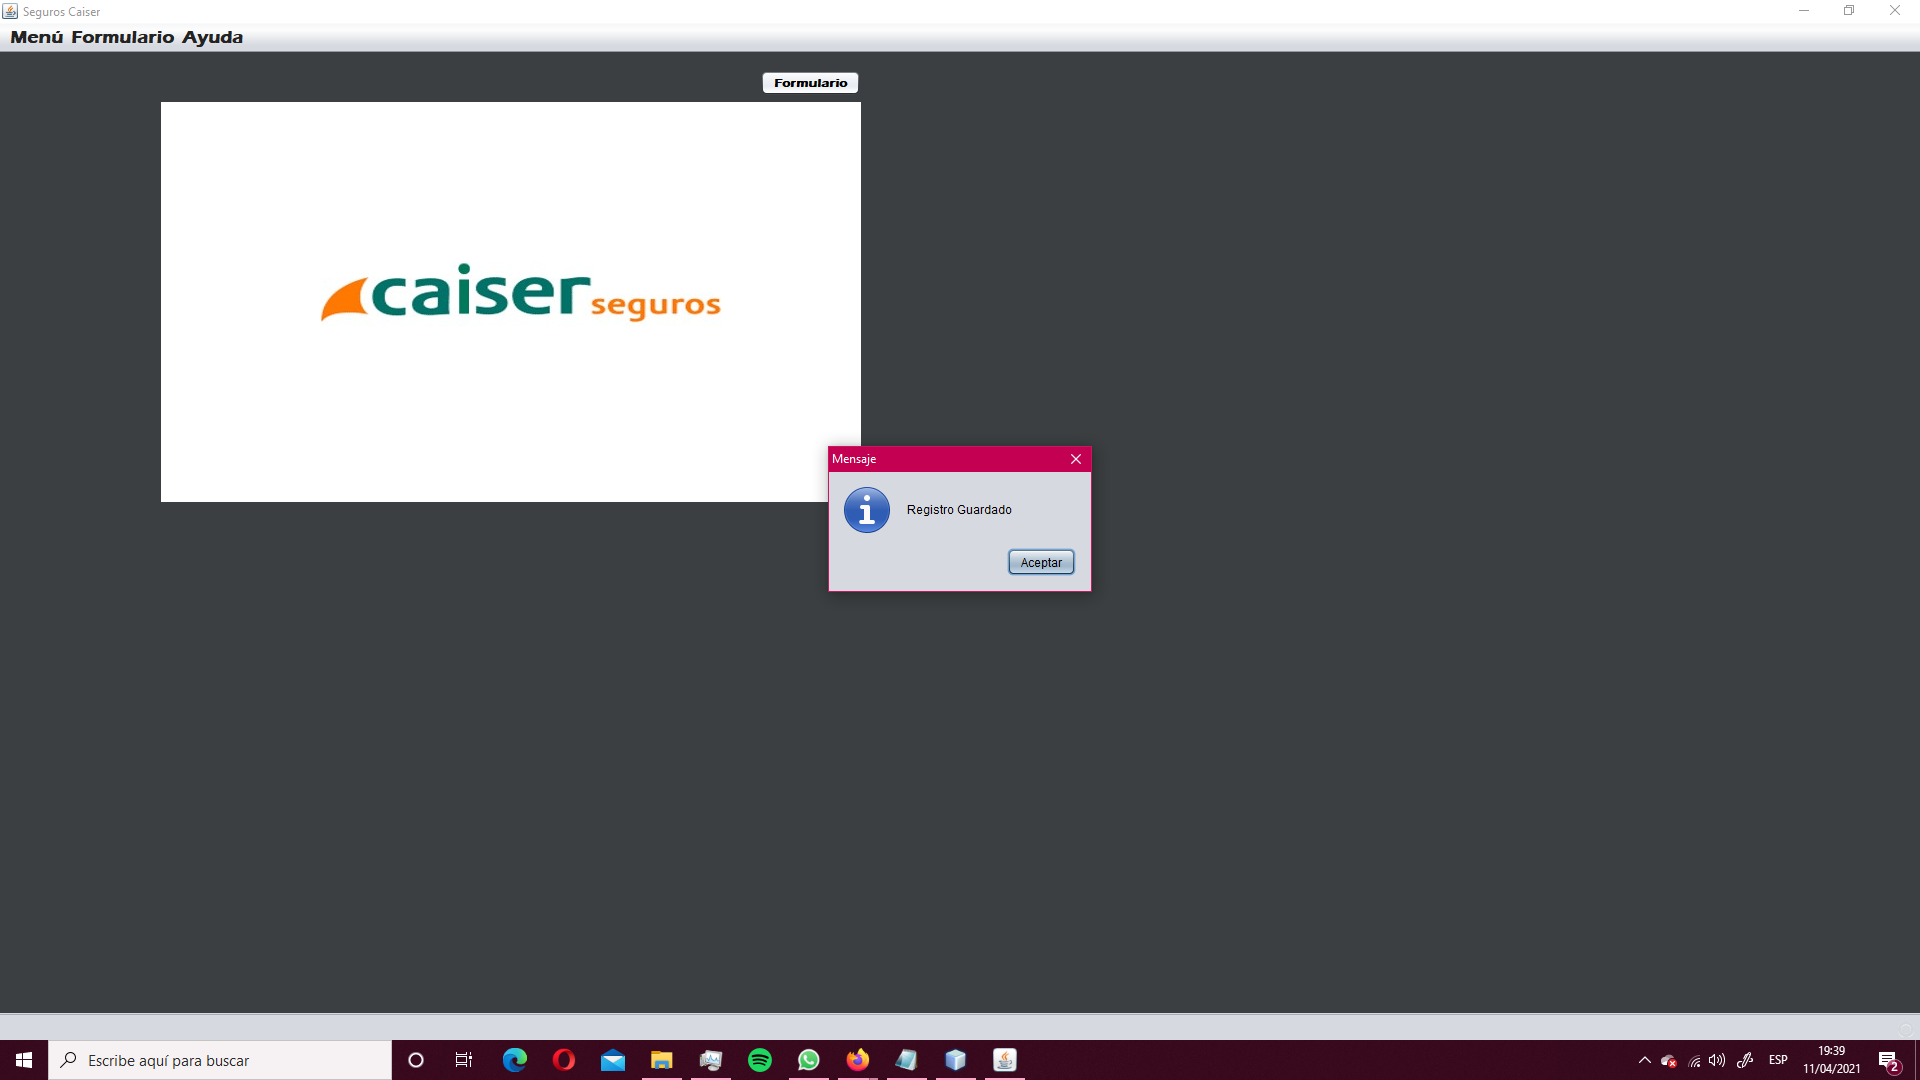 Seguros Caiser
Menú Formulario Ayuda
Formulario
caiser seguros
Mensaje
Registro Guardado
Aceptar
Escribe aquí para buscar
ESP
19:39
11/04/2021
2